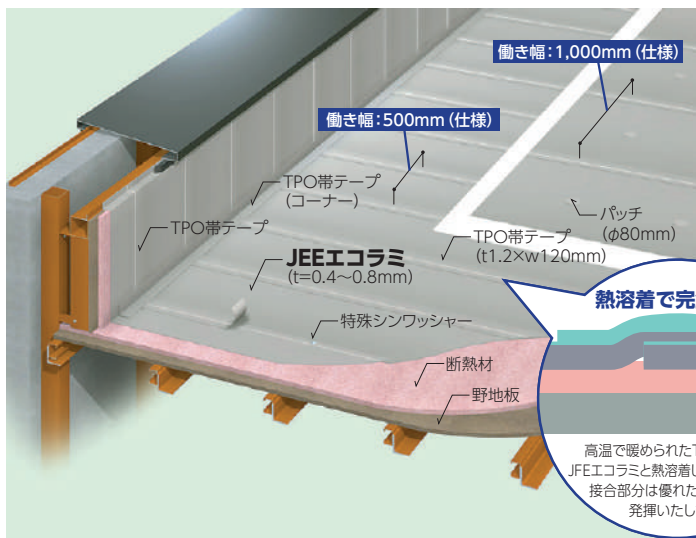 働き幅:1,000mm(仕様)
働き幅:500mm(仕様)
TPO帯テープ
(コーナー)
パッチ
(φ80mm)
TPO帯テープ
TPO帯テープ
(t1.2×w120mm)
JEEエコラミ
(t=0.4~0.8mm)
熱溶着で完
特殊シンワッシャー
断熱材
野地板
高温で暖められたT
JFEエコラミと熱溶着し
接合部分は優れた
発揮いたし